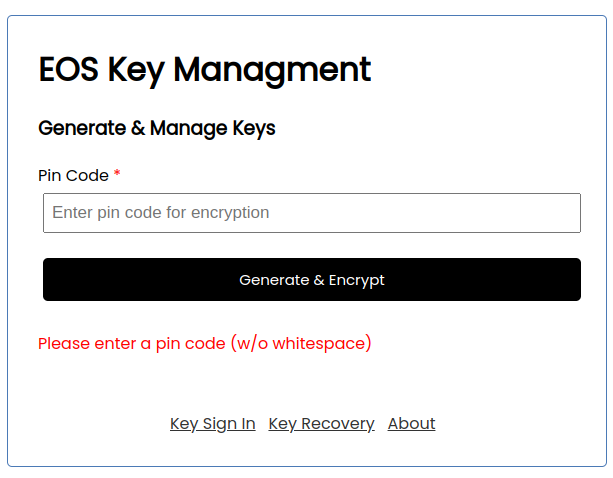 EOS Key Managment
Generate & Manage Keys
Pin Code *
Enter pin code for encryption
Generate & Encrypt
Please enter a pin code (w/o whitespace)
Key Sign In Key Recovery About